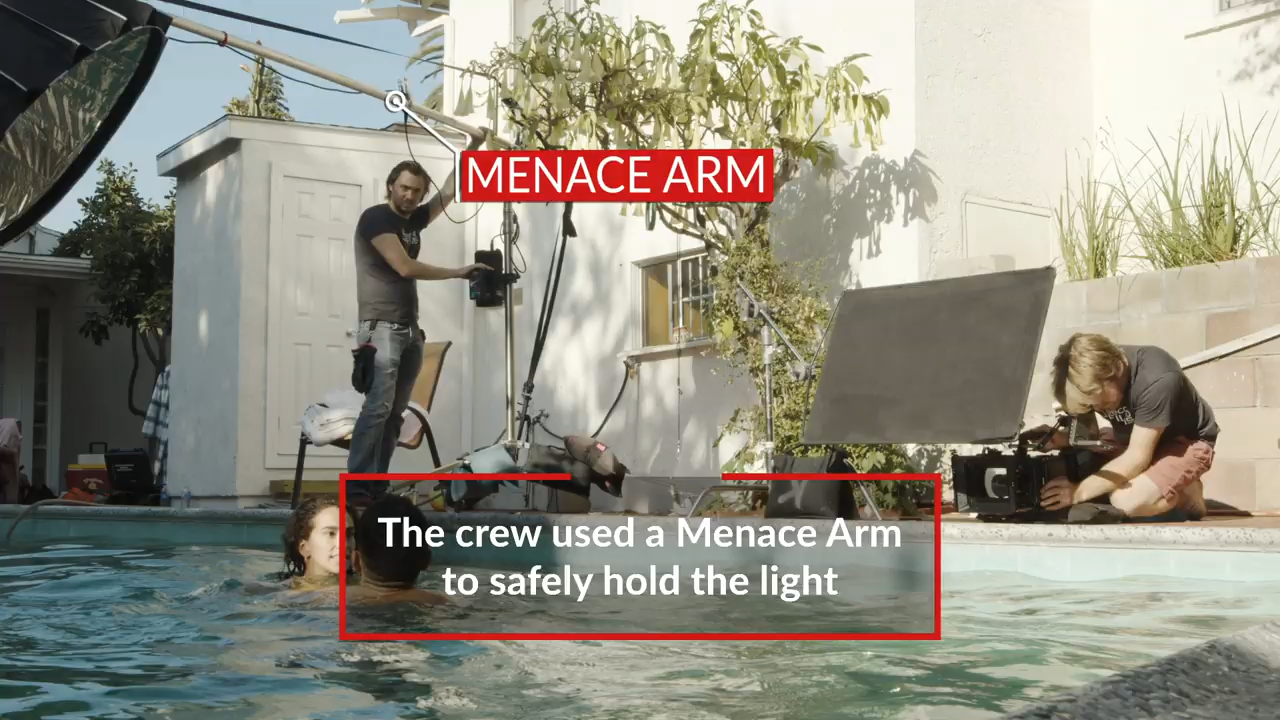 MENACE ARM
The crew used a Menace Arm
to safely hold the light